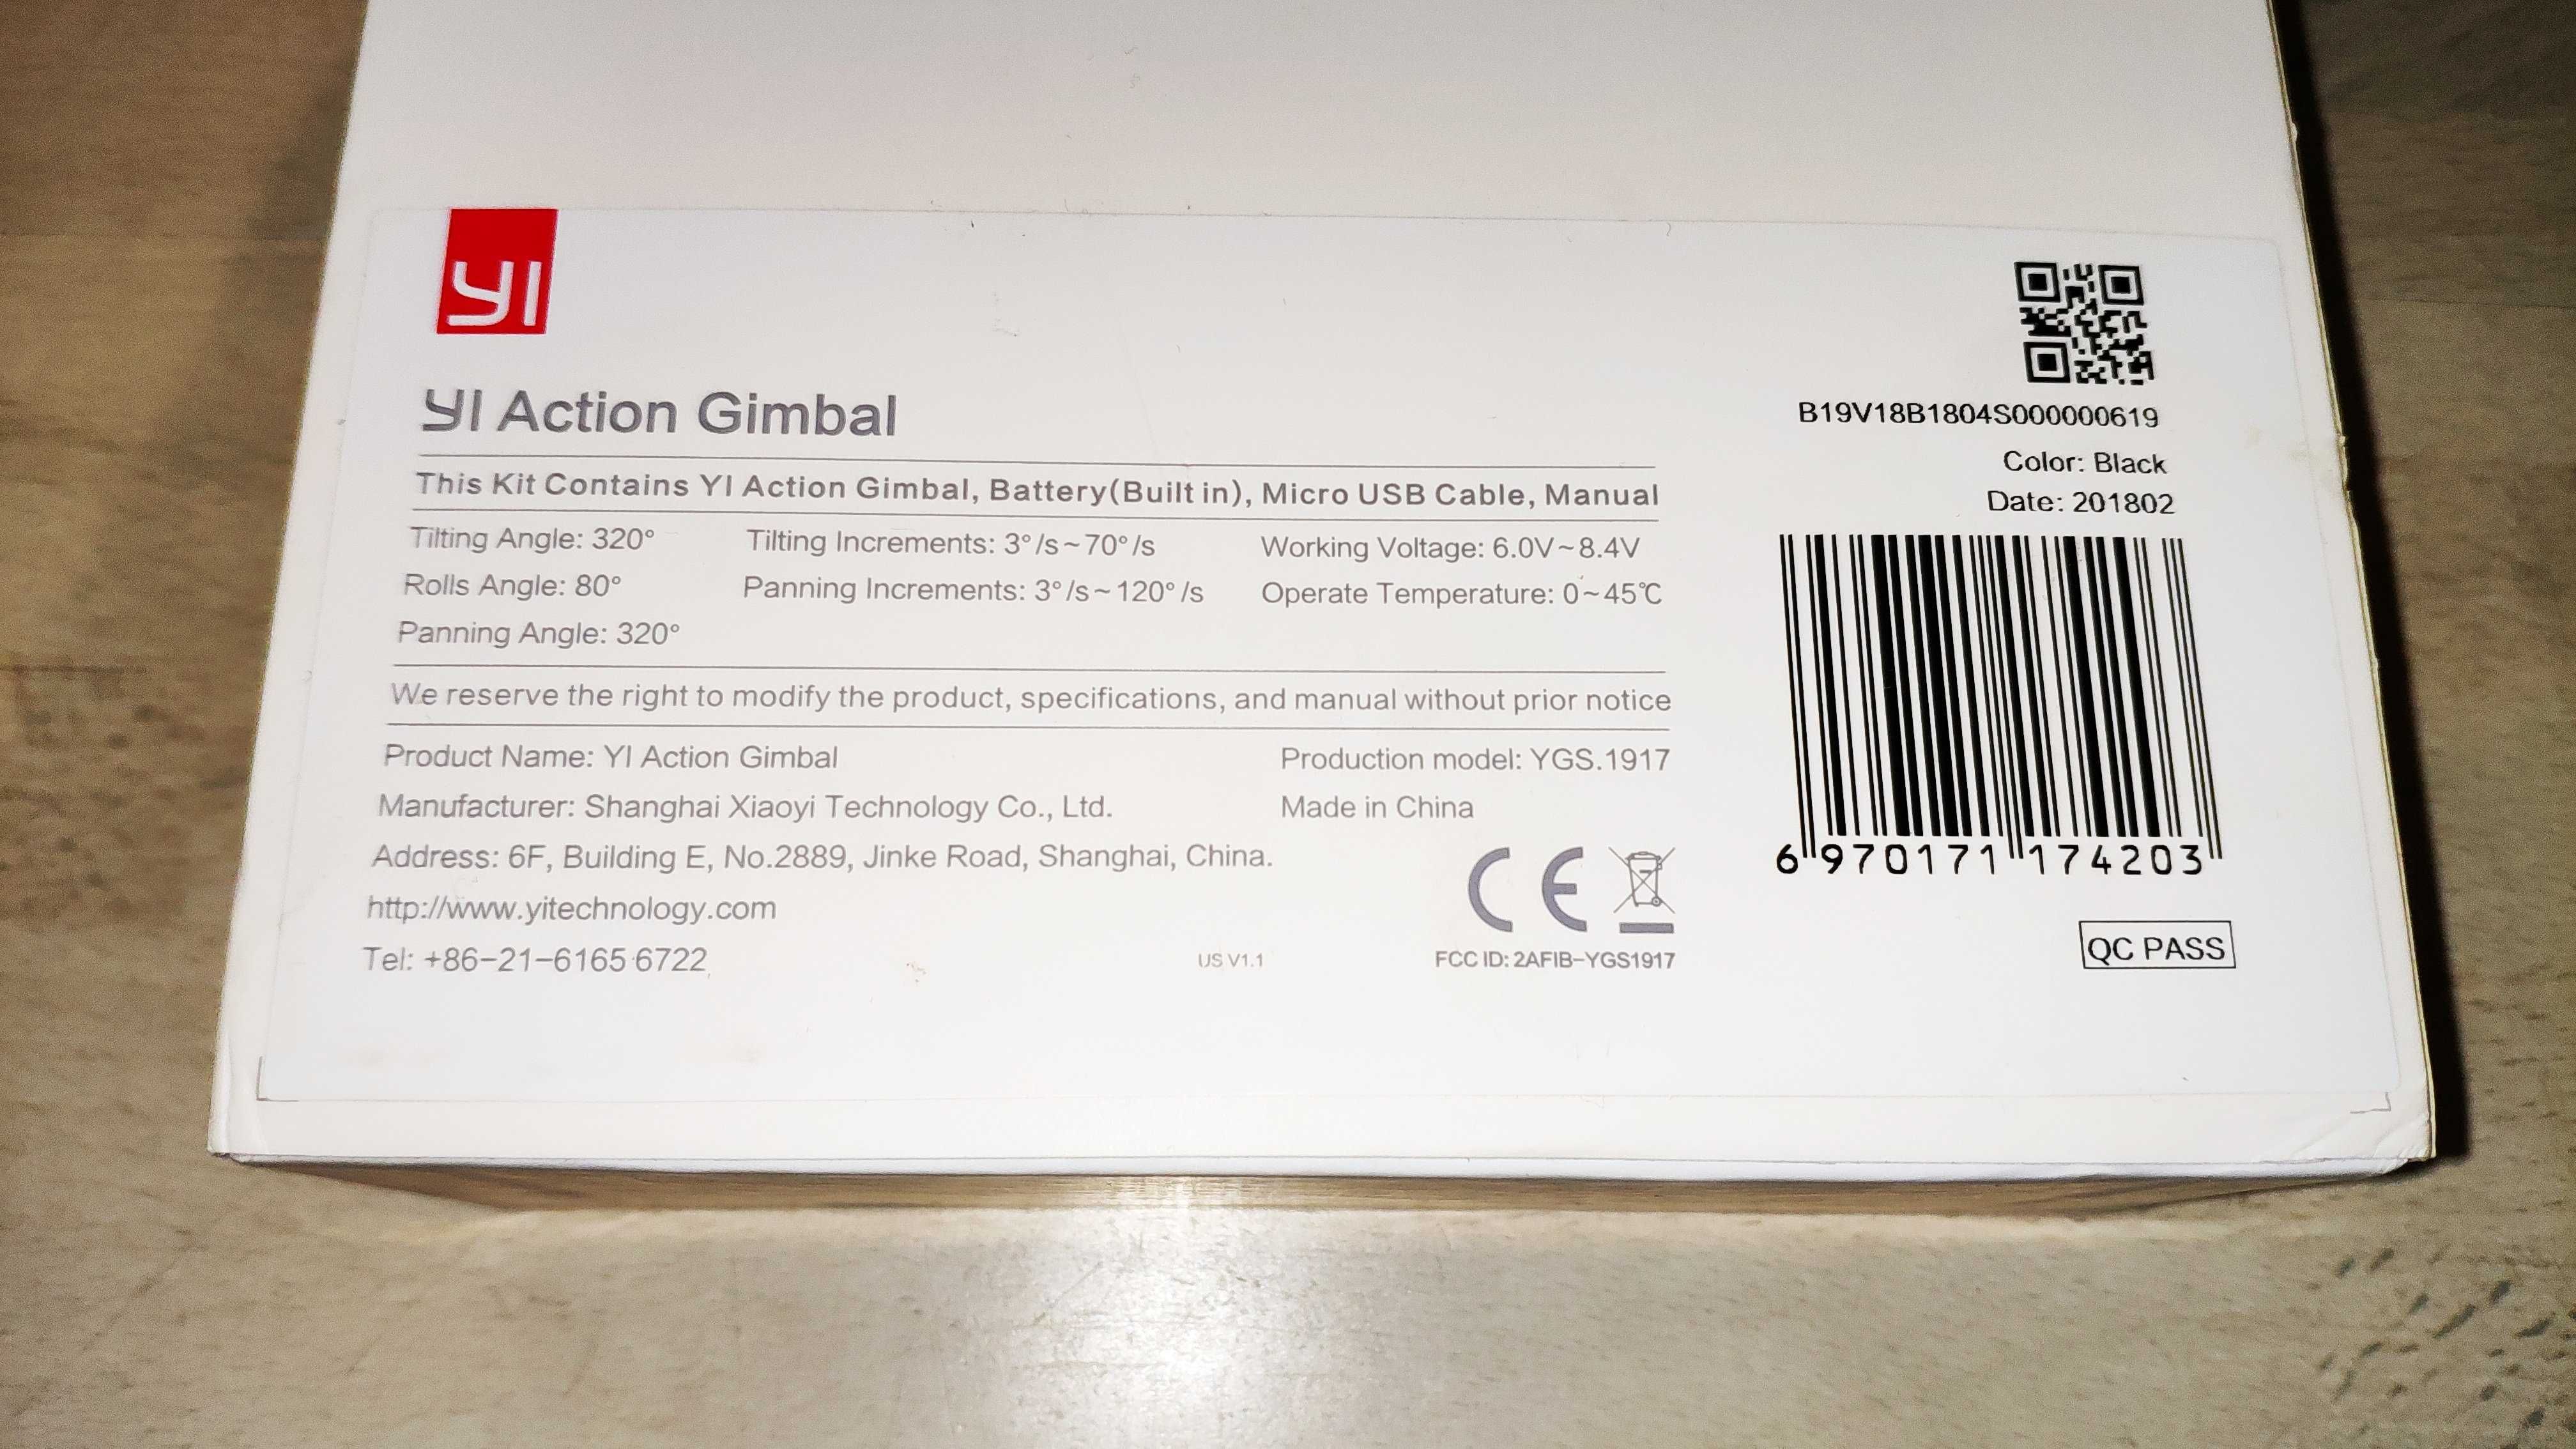 YI
YI Action Gimbal
This Kit Contains YI Action Gimbal, Battery(Built in), Micro USB Cable, Manual
Tilting Angle: 320° Tilting Increments: 3°/s~70°/s Working Voltage: 6.0V~8.4V
Rolls Angle: 80° Panning Increments: 3°/s~120°/s Operate Temperature: 0~45℃
Panning Angle: 320°
We reserve the right to modify the product, specifications, and manual without prior notice
Product Name: YI Action Gimbal Production model: YGS.1917
Manufacturer: Shanghai Xiaoyi Technology Co., Ltd. Made in China
Address: 6F, Building E, No.2889, Jinke Road, Shanghai, China.
http://www.yitechnology.com
CE
Tel: +86-21-6165 6722 US V1.1 FCC ID: 2AFIB-YGS1917
B19V18B1804S000000619
Color: Black
Date: 201802
6 970171 174203
QC PASS